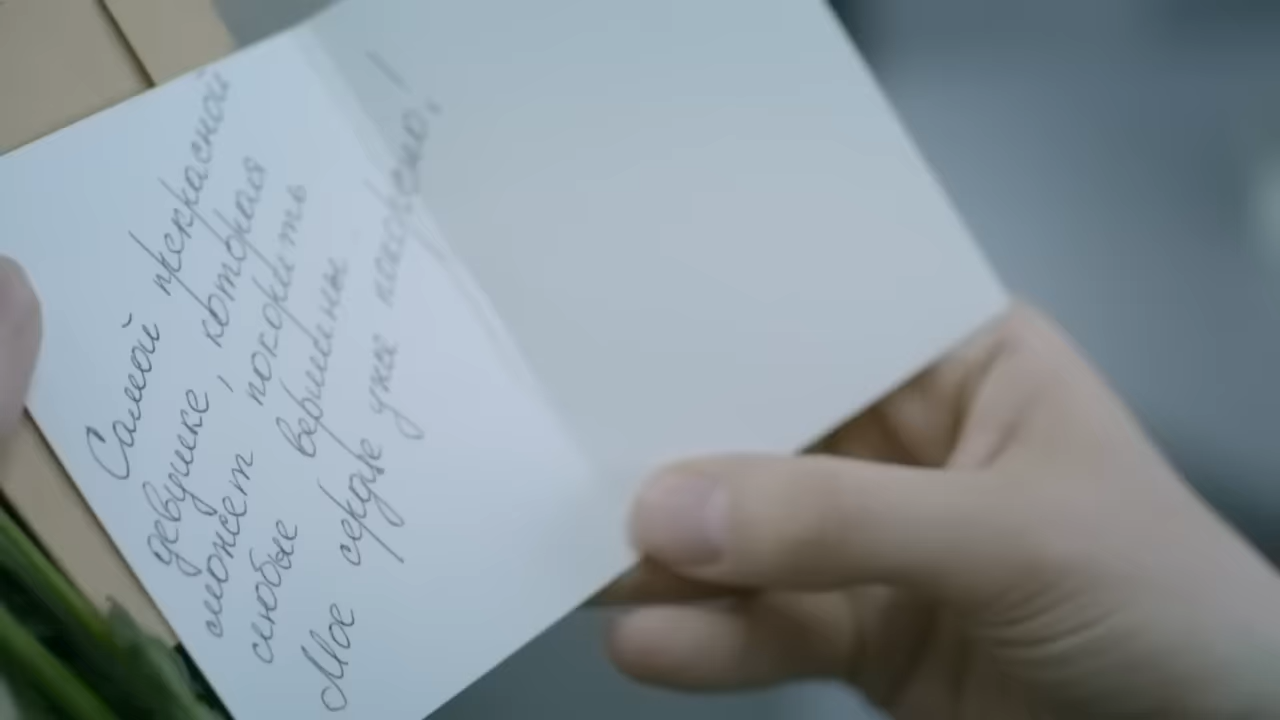 Самой прекрасной
девушке, которая
сможет покорить
любые вершины.
Мое сердце уже покорено!